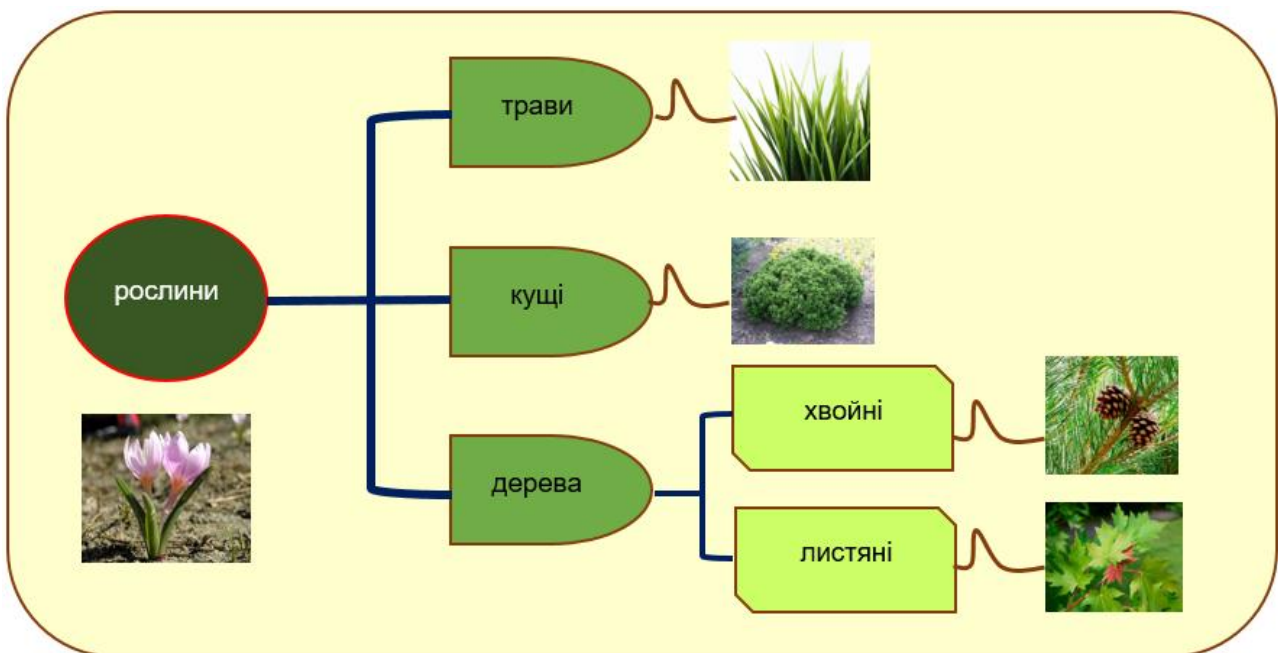 трави
рослини
кущі
хвойні
дерева
листяні